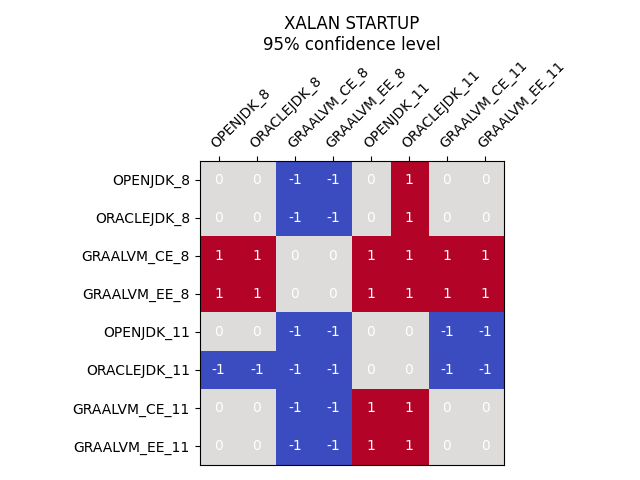 XALAN STARTUP
95% confidence level
OPENJDK_8 ORACLEJDK_8 GRAALVM_CE_8 GRAALVM_EE_8 OPENJDK_11 ORACLEJDK_11 GRAALVM_CE_11 GRAALVM_EE_11
OPENJDK_8 0 0 -1 -1 0 1 0 0
ORACLEJDK_8 0 0 -1 -1 0 1 0 0
GRAALVM_CE_8 1 1 0 0 1 1 1 1
GRAALVM_EE_8 1 1 0 0 1 1 1 1
OPENJDK_11 0 0 -1 -1 0 0 -1 -1
ORACLEJDK_11 -1 -1 -1 -1 0 0 -1 -1
GRAALVM_CE_11 0 0 -1 -1 1 1 0 0
GRAALVM_EE_11 0 0 -1 -1 1 1 0 0